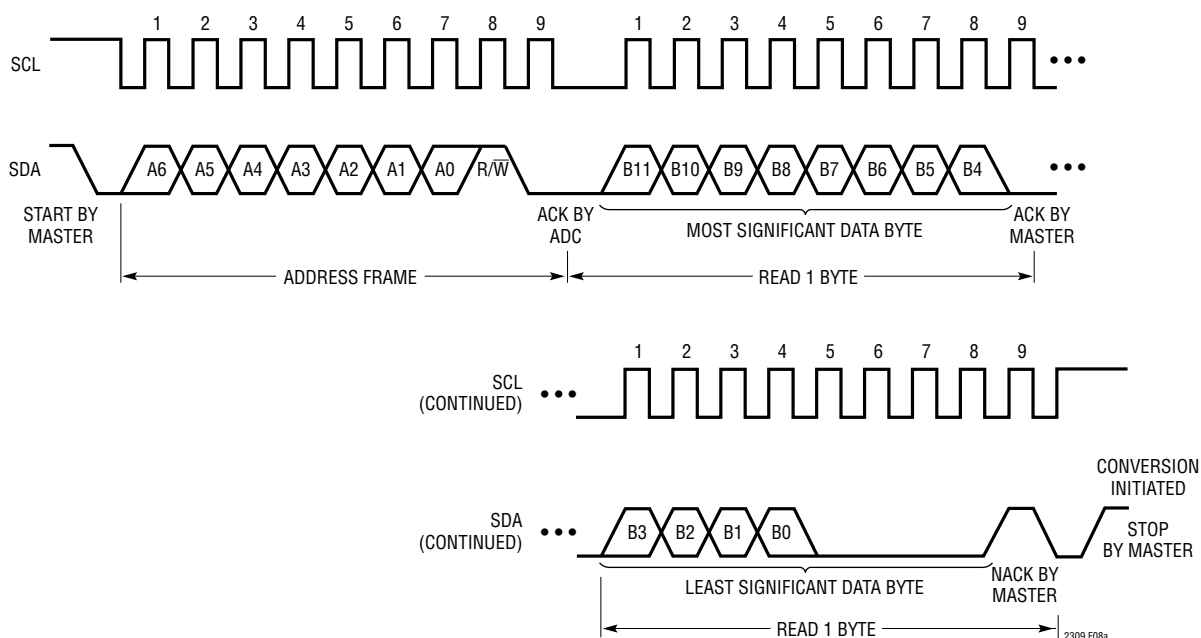 1 2 3 4 5 6 7 8 9 1 2 3 4 5 6 7 8 9
SCL
•••
SDA
A6 A5 A4 A3 A2 A1 A0 R/W̅ B11 B10 B9 B8 B7 B6 B5 B4
•••
START BY
MASTER
ACK BY
ADC
MOST SIGNIFICANT DATA BYTE
ACK BY
MASTER
ADDRESS FRAME
READ 1 BYTE
1 2 3 4 5 6 7 8 9
SCL
(CONTINUED)
•••
CONVERSION
INITIATED
SDA
(CONTINUED)
•••
B3 B2 B1 B0
STOP
BY MASTER
LEAST SIGNIFICANT DATA BYTE
NACK BY
MASTER
READ 1 BYTE
2309 F08a